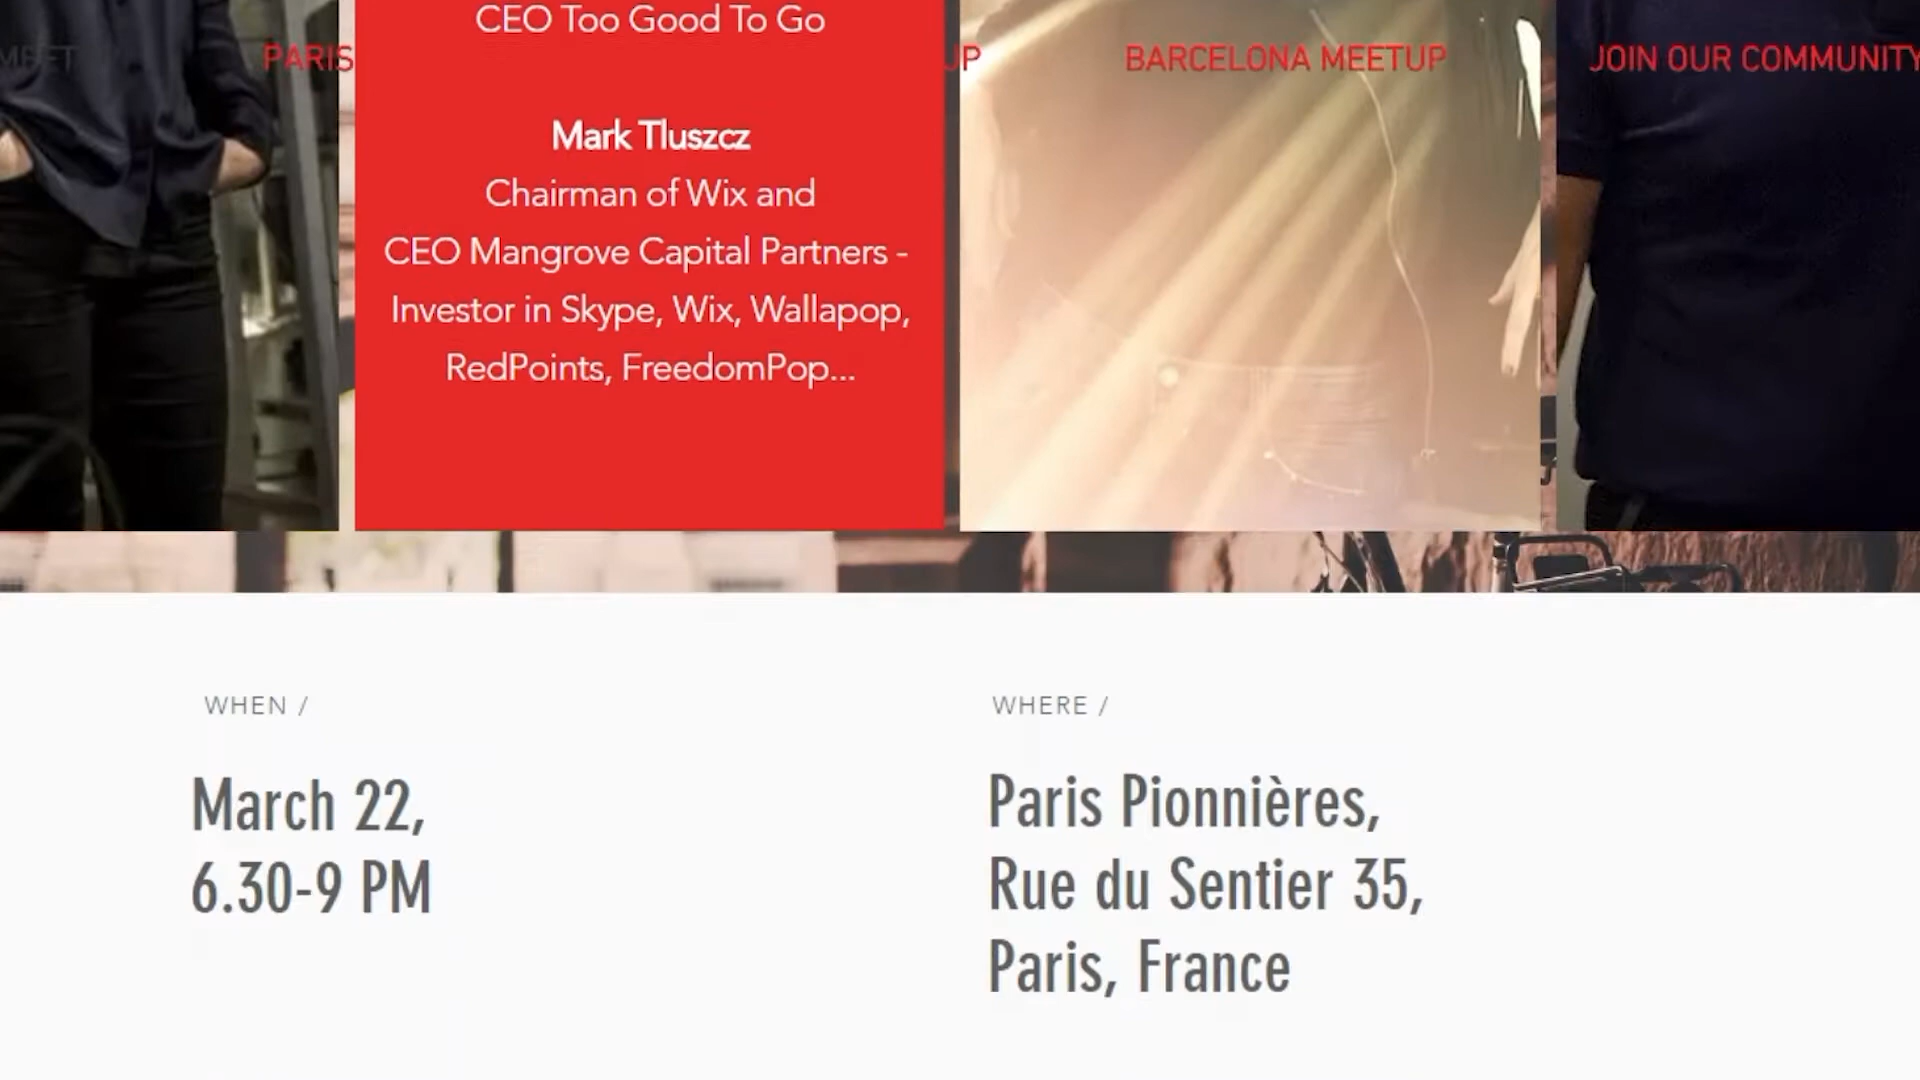 CEO Too Good To Go
MEET
PARIS
UP
BARCELONA MEETUP
JOIN OUR COMMUNITY
Mark Tluszcz
Chairman of Wix and
CEO Mangrove Capital Partners -
Investor in Skype, Wix, Wallapop,
RedPoints, FreedomPop...
WHEN /
March 22,
6.30-9 PM
WHERE /
Paris Pionnières,
Rue du Sentier 35,
Paris, France